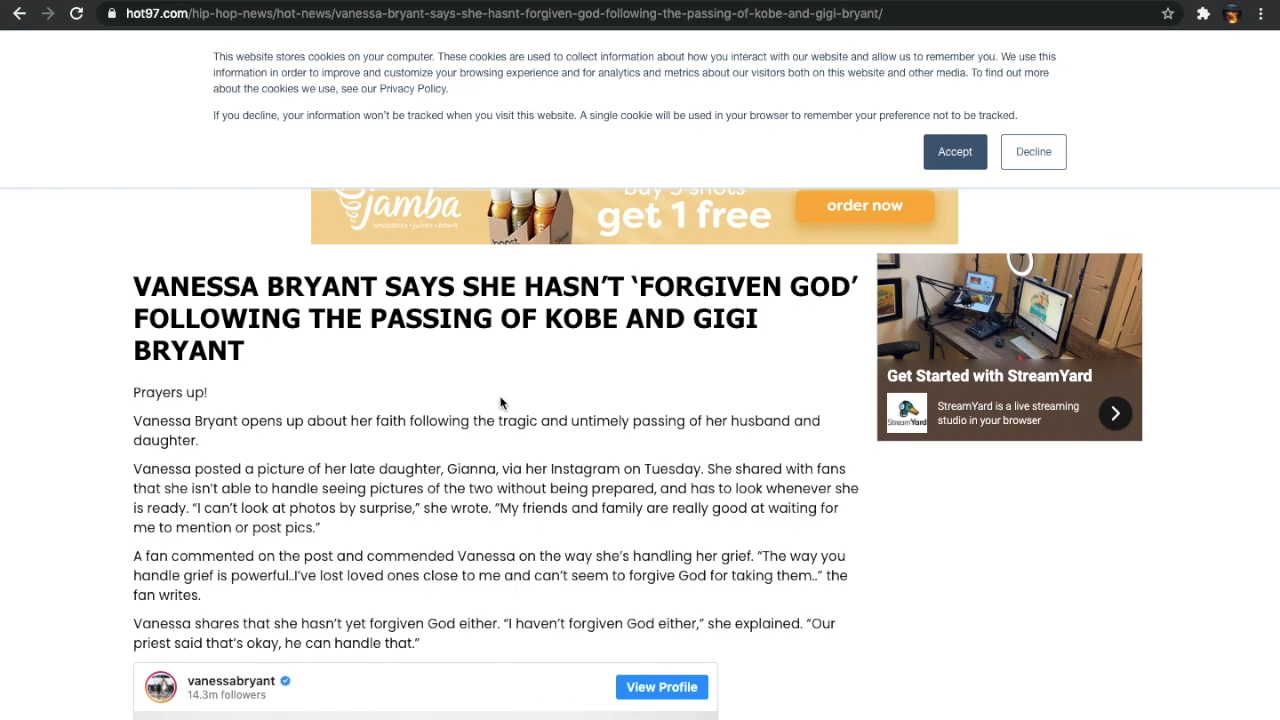 hot97.com/hip-hop-news/hot-news/vanessa-bryant-says-she-hasnt-forgiven-god-following-the-passing-of-kobe-and-gigi-bryant/
This website stores cookies on your computer. These cookies are used to collect information about how you interact with our website and allow us to remember you. We use this
information in order to improve and customize your browsing experience and for analytics and metrics about our visitors both on this website and other media. To find out more
about the cookies we use, see our Privacy Policy.
If you decline, your information won't be tracked when you visit this website. A single cookie will be used in your browser to remember your preference not to be tracked.
Accept
Decline
jamba
smoothies • juices • bowls
buy 5 shots
get 1 free
order now
VANESSA BRYANT SAYS SHE HASN'T ‘FORGIVEN GOD’
FOLLOWING THE PASSING OF KOBE AND GIGI
BRYANT
Get Started with StreamYard
StreamYard
StreamYard is a live streaming
studio in your browser
Prayers up!
Vanessa Bryant opens up about her faith following the tragic and untimely passing of her husband and
daughter.
Vanessa posted a picture of her late daughter, Gianna, via her Instagram on Tuesday. She shared with fans
that she isn’t able to handle seeing pictures of the two without being prepared, and has to look whenever she
is ready. “I can’t look at photos by surprise,” she wrote. “My friends and family are really good at waiting for
me to mention or post pics.”
A fan commented on the post and commended Vanessa on the way she’s handling her grief. “The way you
handle grief is powerful..I’ve lost loved ones close to me and can’t seem to forgive God for taking them..” the
fan writes.
Vanessa shares that she hasn’t yet forgiven God either. “I haven’t forgiven God either,” she explained. “Our
priest said that’s okay, he can handle that.”
vanessabryant
14.3m followers
View Profile